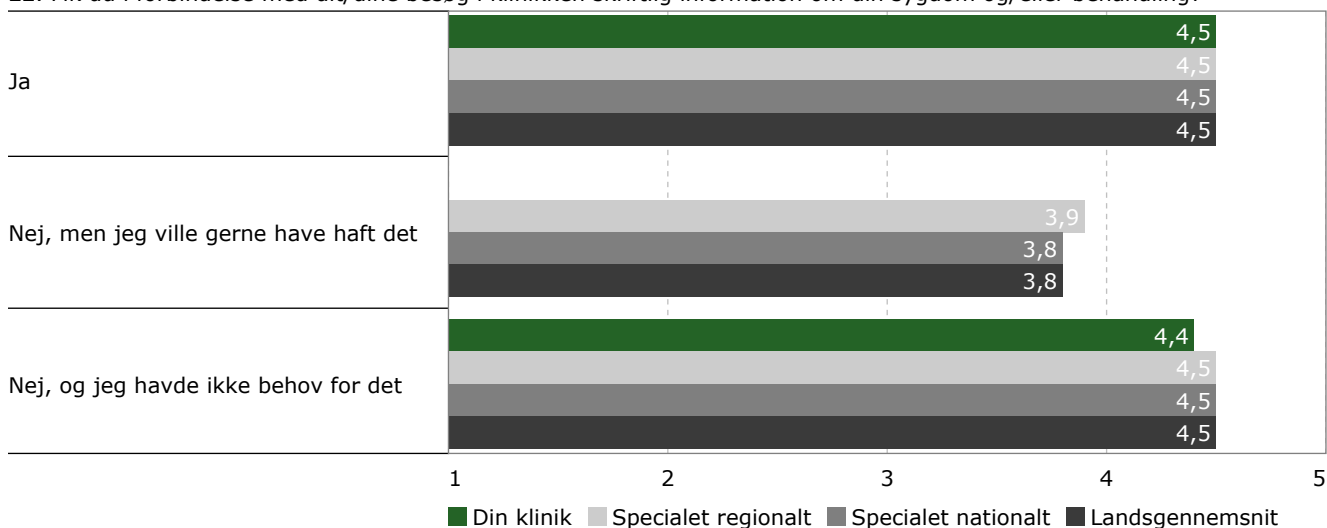 Ja
4,5
4,5
4,5
4,5
Nej, men jeg ville gerne have haft det
3,9
3,8
3,8
Nej, og jeg havde ikke behov for det
4,4
4,5
4,5
4,5
1 2 3 4 5
Din klinik Specialet regionalt Specialet nationalt Landsgennemsnit